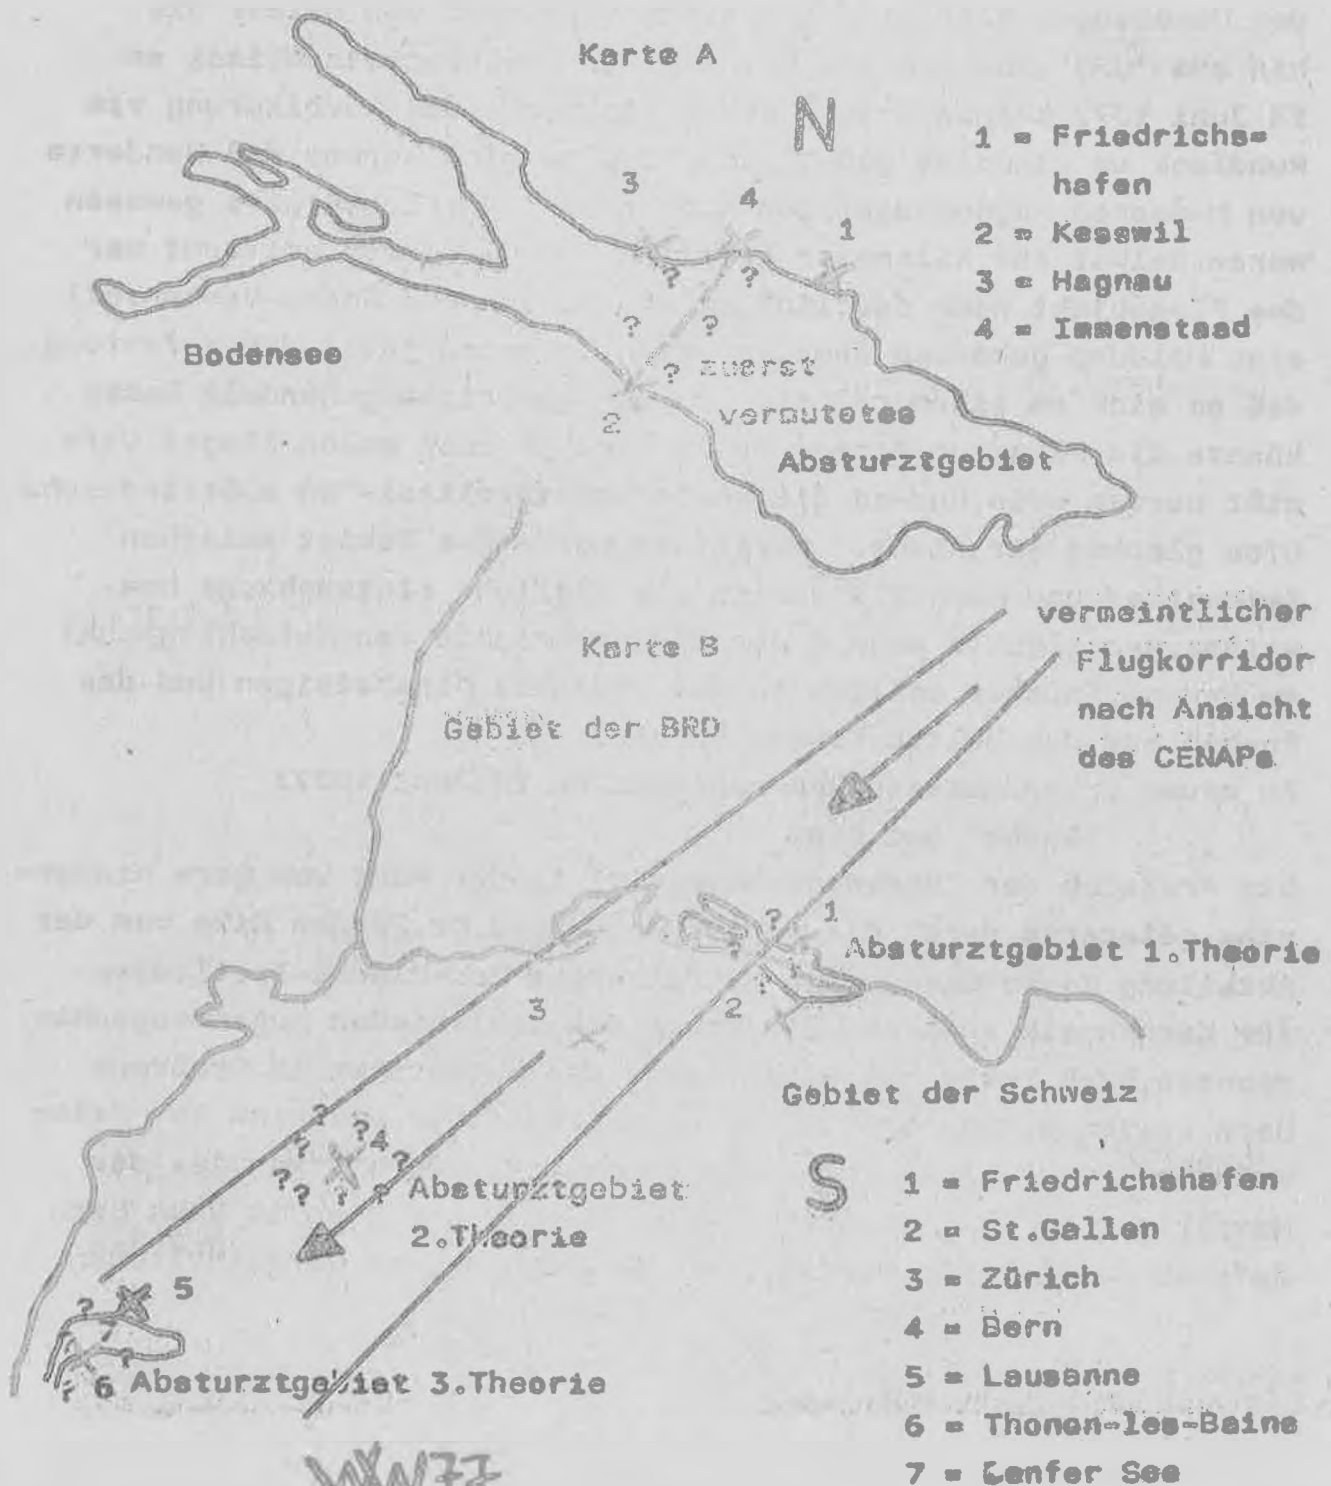 Karte A
N
1 = Friedrichs=
hafen
2 = Kesswil
3 = Hagnau
4 = Immenstaad
3
4
1
?
?
?
?
Bodensee
? zuerst
2
vermutetes
Absturztgebiet
vermeintlicher
Flugkorridor
nach Ansicht
des CENAPs
Karte B
Gebiet der BRD
1
?
?
?
Absturztgebiet 1.Theorie
3
2
Gebiet der Schweiz
?
?
?
4
?
?
?
?
?
Absturztgebiet
2.Theorie
S
1 = Friedrichshafen
2 = St.Gallen
3 = Zürich
4 = Bern
5 = Lausanne
6 = Thonon-les-Bains
7 = Genfer See
5
?
7
?
?
6 Absturztgebiet 3.Theorie
WW77